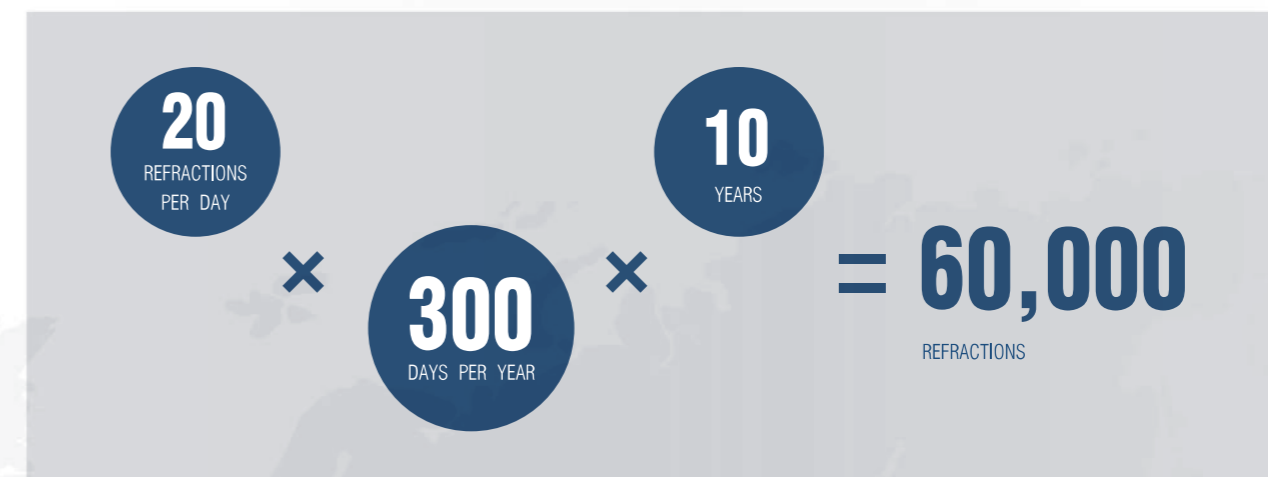 20
REFRACTIONS
PER DAY
×
300
DAYS PER YEAR
×
10
YEARS
= 60,000
REFRACTIONS